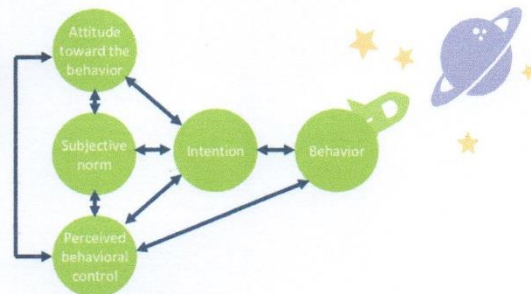 Attitude
toward the
behavior
Subjective
norm
Intention
Behavior
Perceived
behavioral
control